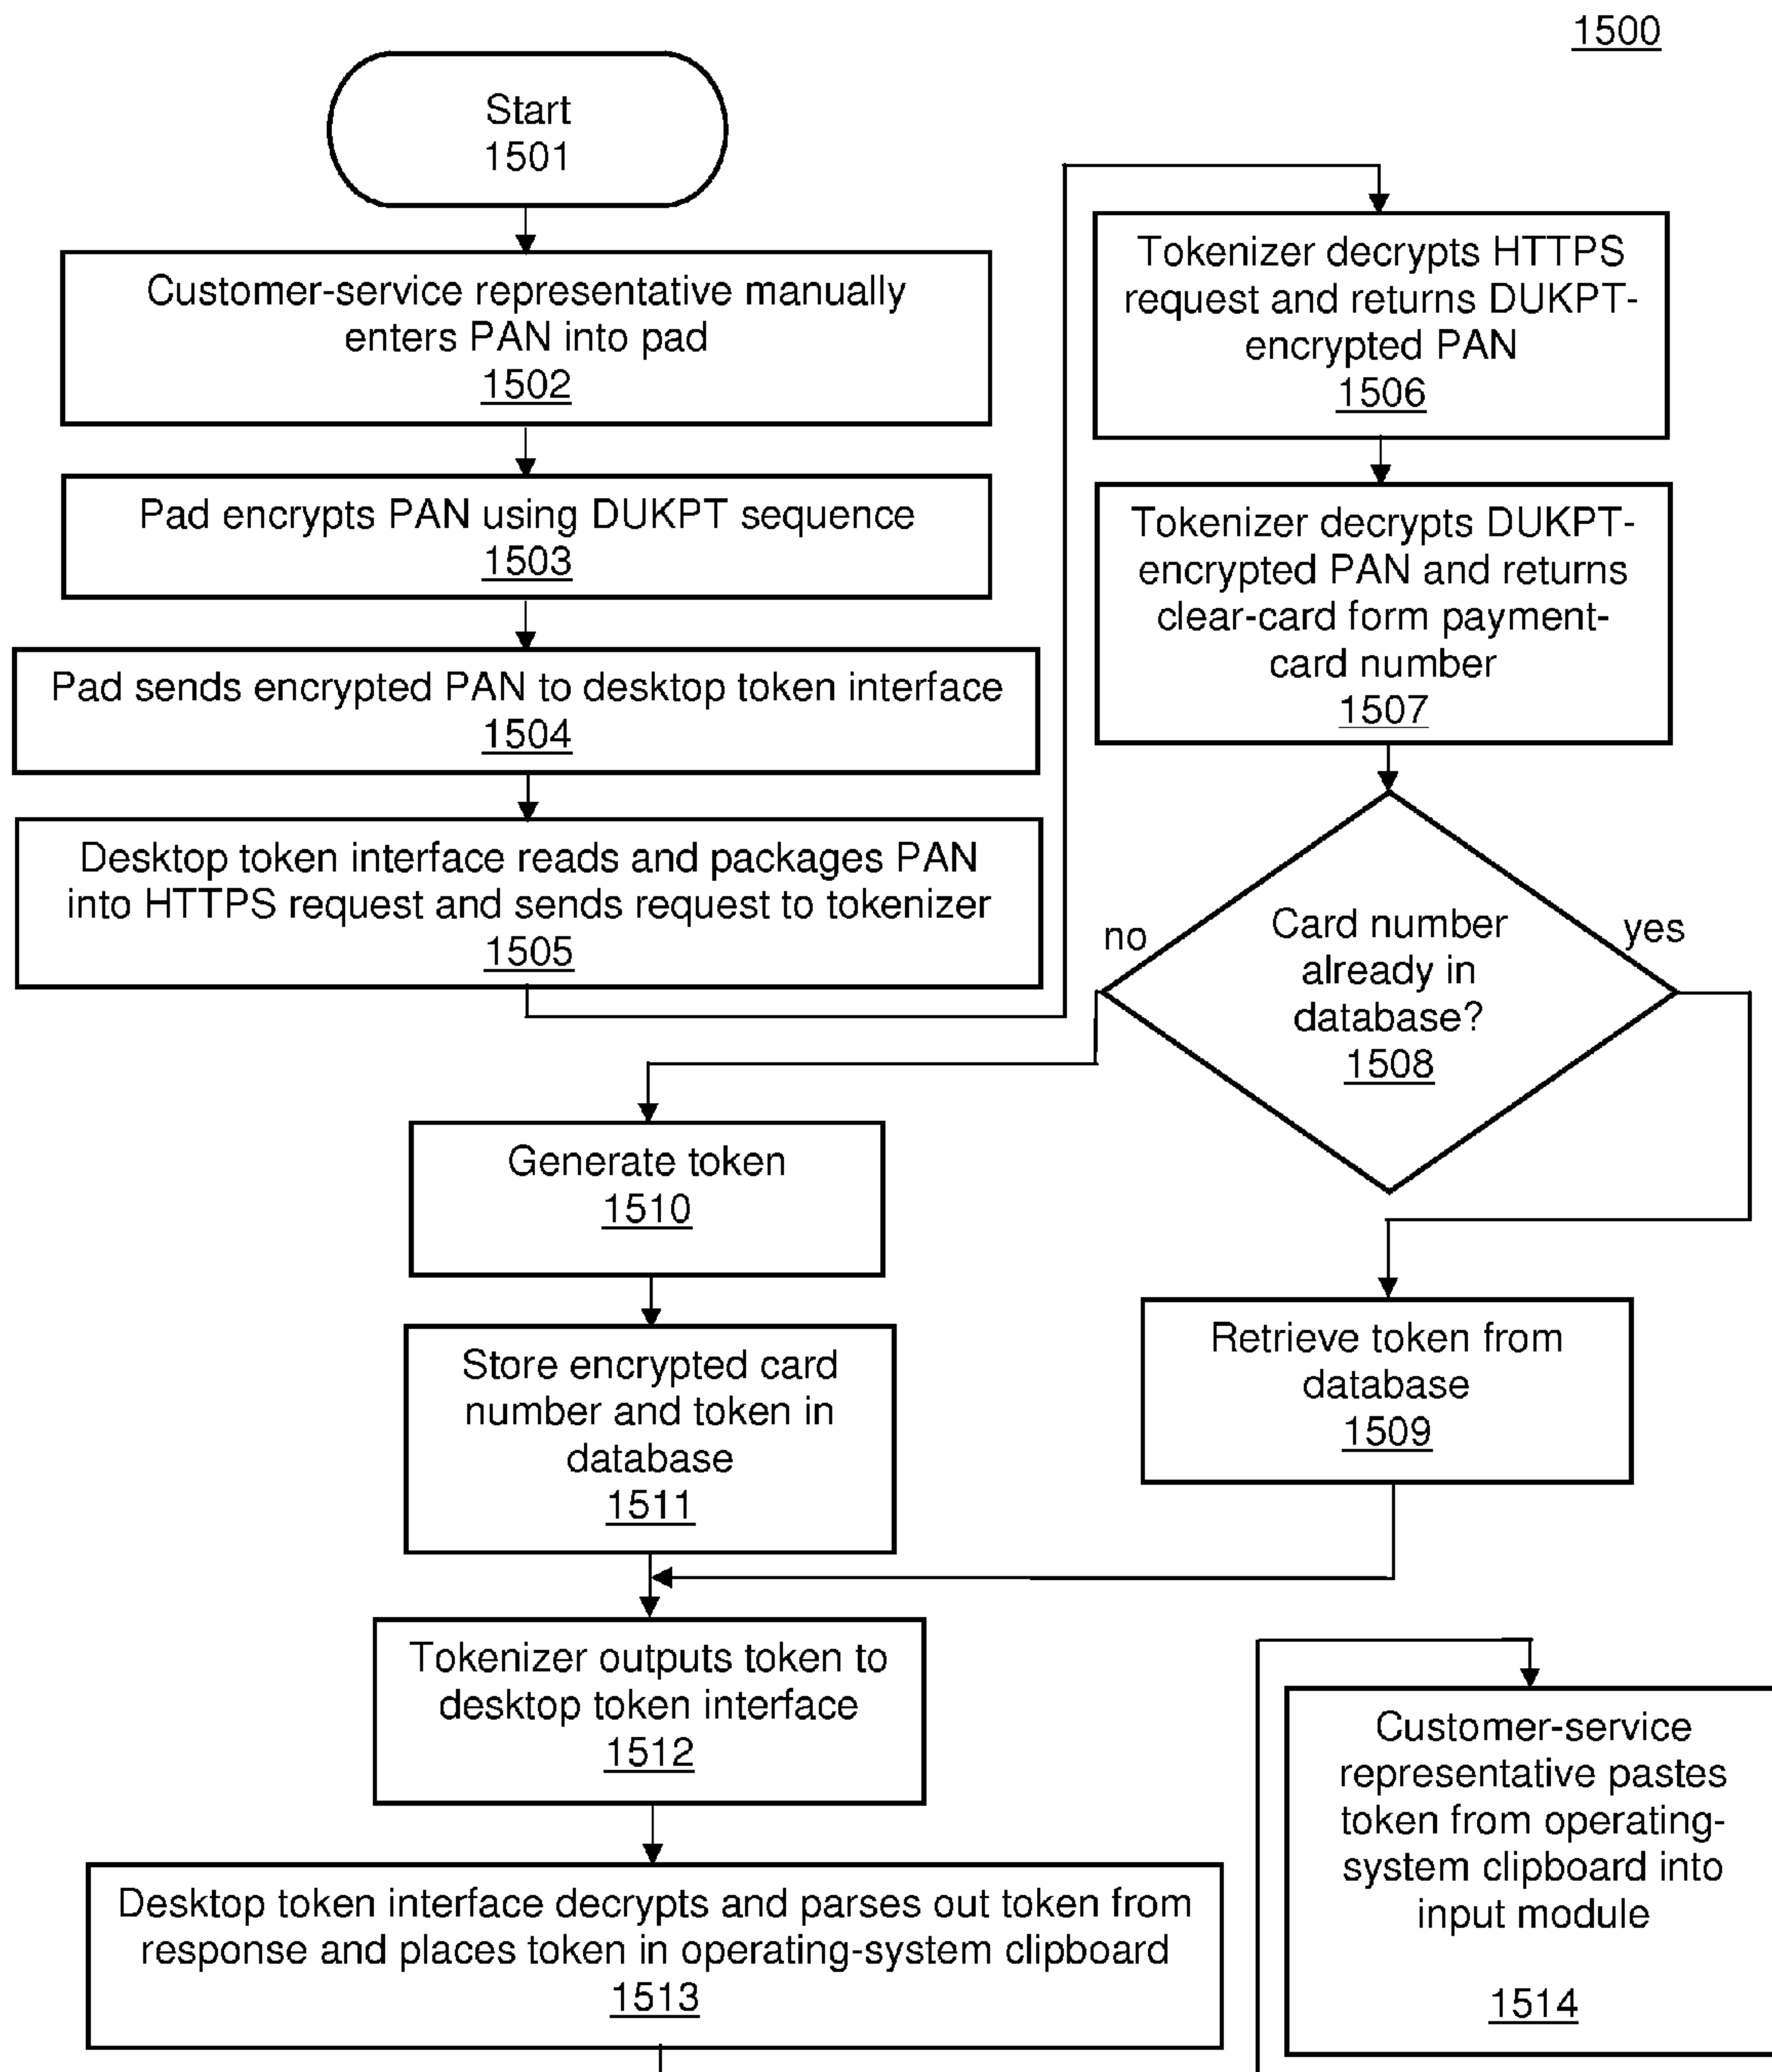 1500
Start
1501
Customer-service representative manually
enters PAN into pad
1502
Pad encrypts PAN using DUKPT sequence
1503
Pad sends encrypted PAN to desktop token interface
1504
Desktop token interface reads and packages PAN
into HTTPS request and sends request to tokenizer
1505
Tokenizer decrypts HTTPS
request and returns DUKPT-
encrypted PAN
1506
Tokenizer decrypts DUKPT-
encrypted PAN and returns
clear-card form payment-
card number
1507
Card number
already in
database?
1508
no
yes
Retrieve token from
database
1509
Generate token
1510
Store encrypted card
number and token in
database
1511
Tokenizer outputs token to
desktop token interface
1512
Desktop token interface decrypts and parses out token from
response and places token in operating-system clipboard
1513
Customer-service
representative pastes
token from operating-
system clipboard into
input module
1514